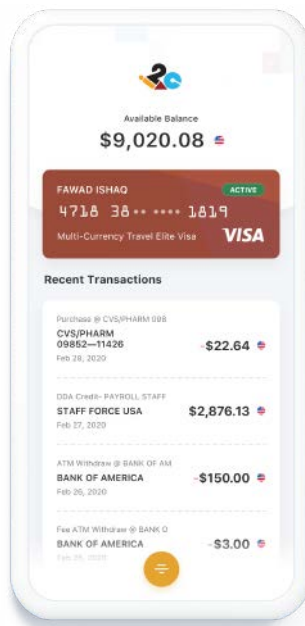 i2c
Available Balance
$9,020.08
FAWAD ISHAQ
ACTIVE
4718 38•• •••• 1819
Multi-Currency Travel Elite Visa
VISA
Recent Transactions
Purchase @ CVS/PHARM 098
CVS/PHARM
09852—11426
-$22.64
Feb 28, 2020
DDA Credit- PAYROLL STAFF
STAFF FORCE USA
$2,876.13
Feb 27, 2020
ATM Withdraw @ BANK OF AM
BANK OF AMERICA
-$150.00
Feb 26, 2020
Fee ATM Withdraw @ BANK O
BANK OF AMERICA
-$3.00